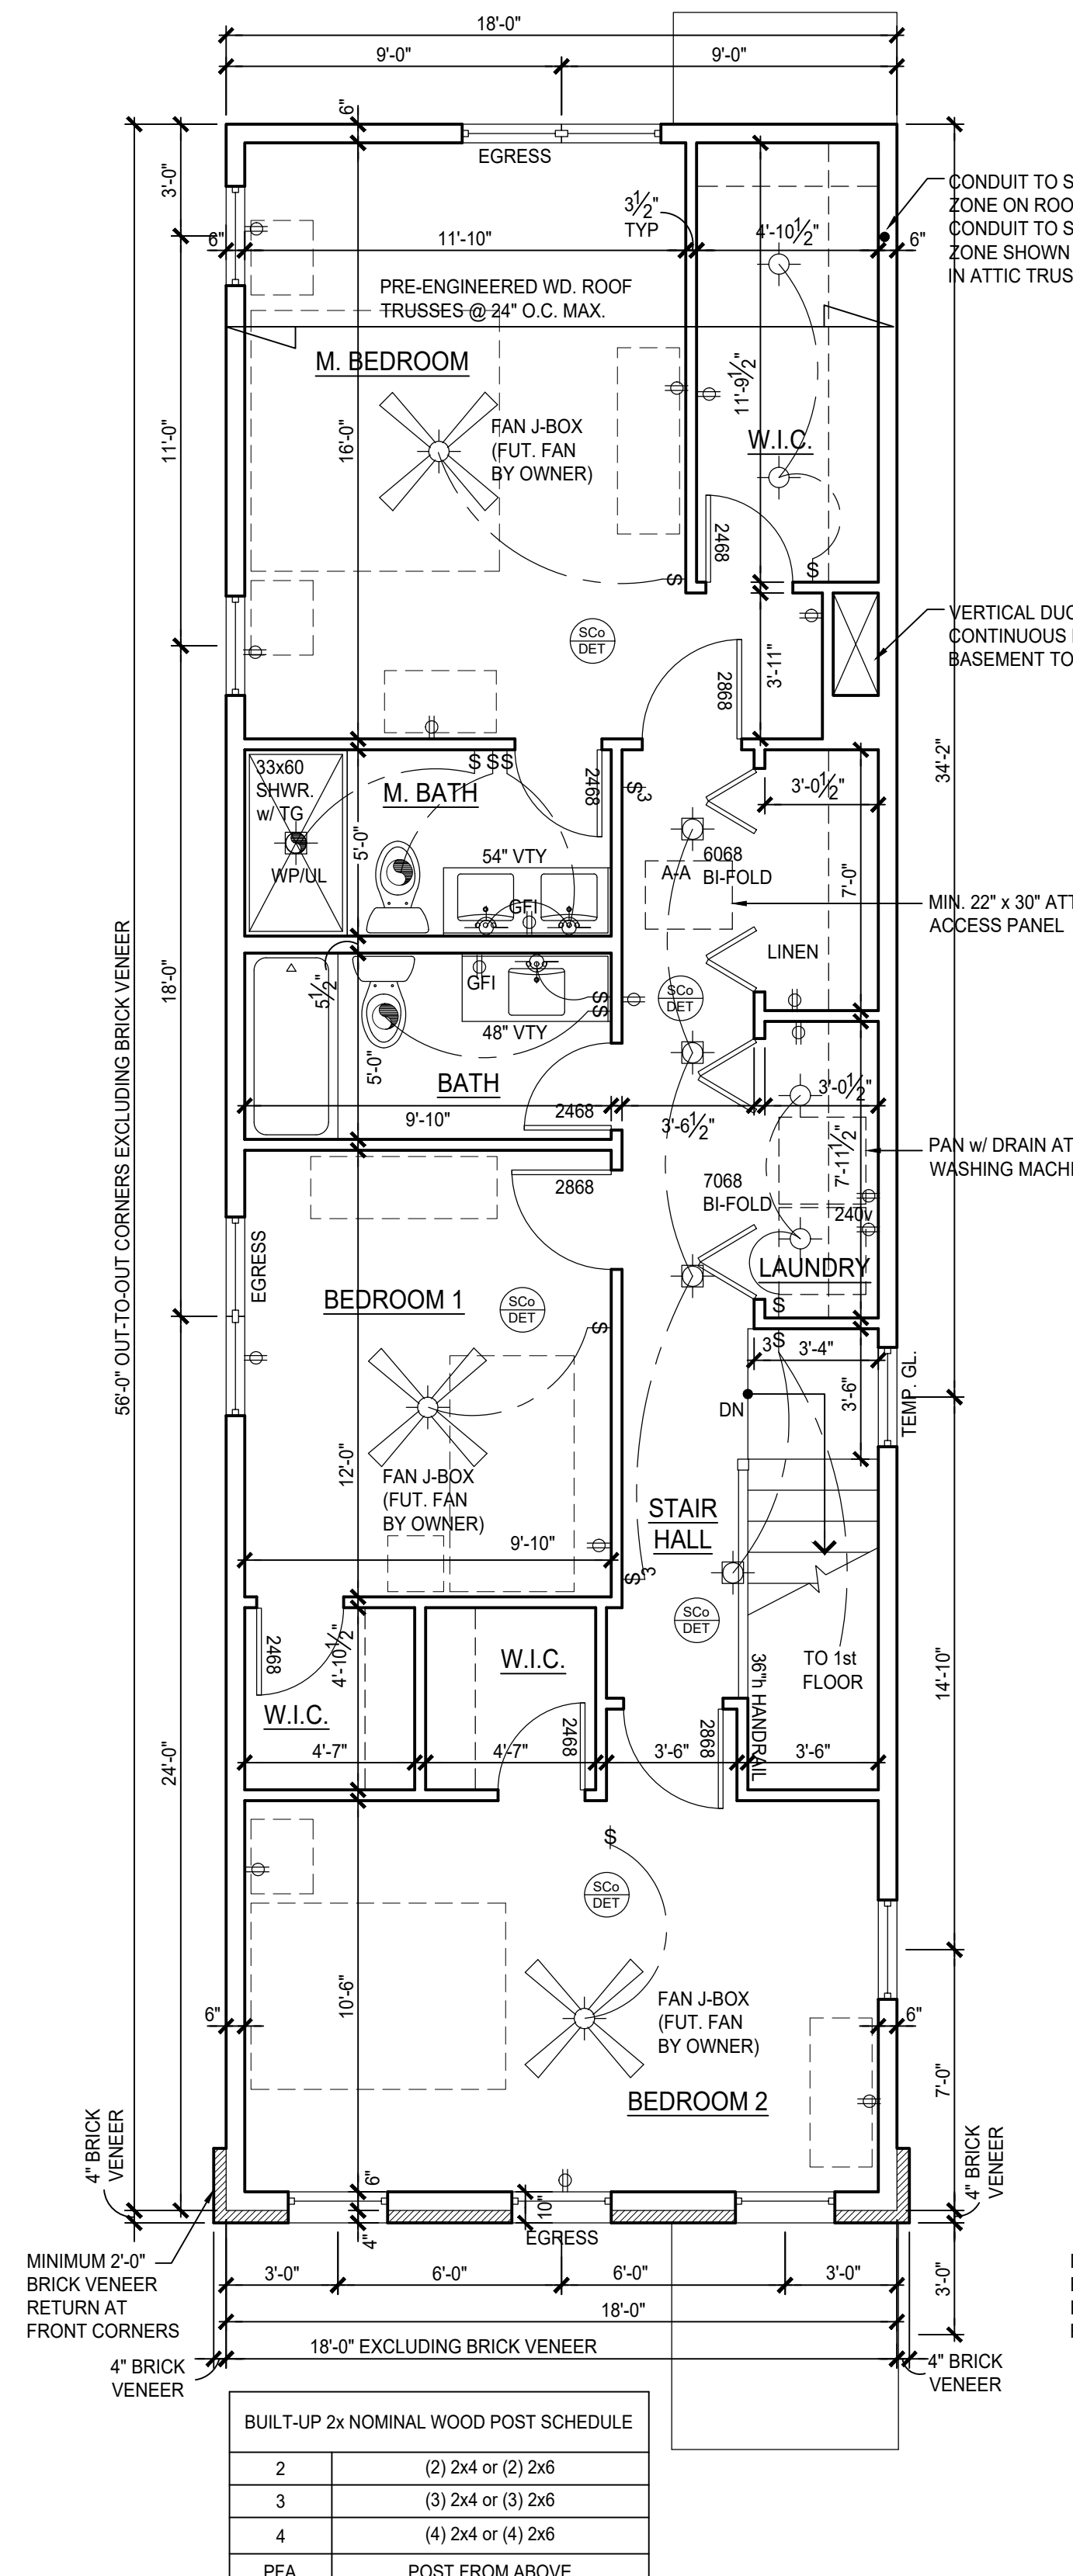 18'-0"
9'-0"
9'-0"
6"
EGRESS
3'-0"
3½"
TYP
4'-10½"
6"
11'-10"
6"
CONDUIT TO S
ZONE ON ROO
CONDUIT TO S
ZONE SHOWN
IN ATTIC TRUS
PRE-ENGINEERED WD. ROOF
TRUSSES @ 24" O.C. MAX.
M. BEDROOM
11'-0"
16'-0"
FAN J-BOX
(FUT. FAN
BY OWNER)
11'-9½"
W.I.C.
2468
$
$
SCo
DET
VERTICAL DUC
CONTINUOUS
BASEMENT TO
2868
3'-11"
34'-2"
33x60
SHWR.
w/ TG
WP/UL
$ $$
M. BATH
2468
$3
3'-0½"
5'-0"
54" VTY
GFI
A-A
6068
BI-FOLD
7'-0"
MIN. 22" x 30" ATT
ACCESS PANEL
LINEN
56'-0" OUT-TO-OUT CORNERS EXCLUDING BRICK VENEER
18'-0"
5½"
GFI
48" VTY
$
$
SCo
DET
5'-0"
BATH
9'-10"
2468
3'-6½"
3'-0½"
7'-11½"
PAN w/ DRAIN AT
WASHING MACHI
2868
7068
BI-FOLD
240v
LAUNDRY
EGRESS
BEDROOM 1
SCo
DET
$
$
3$
3'-4"
3'-6"
TEMP. GL.
DN
12'-0"
FAN J-BOX
(FUT. FAN
BY OWNER)
9'-10"
STAIR
HALL
$3
SCo
DET
2468
4'-10½"
W.I.C.
W.I.C.
TO 1st
FLOOR
36"h HANDRAIL
14'-10"
24'-0"
4'-7"
4'-7"
2468
3'-6"
2868
3'-6"
$
SCo
DET
10'-6"
6"
FAN J-BOX
(FUT. FAN
BY OWNER)
6"
BEDROOM 2
7'-0"
4" BRICK
VENEER
4" BRICK
VENEER
6"
10"
4"
EGRESS
MINIMUM 2'-0"
BRICK VENEER
RETURN AT
FRONT CORNERS
3'-0"
6'-0"
6'-0"
3'-0"
3'-0"
18'-0"
18'-0" EXCLUDING BRICK VENEER
4" BRICK
VENEER
4" BRICK
VENEER
BUILT-UP 2x NOMINAL WOOD POST SCHEDULE
2 (2) 2x4 or (2) 2x6
3 (3) 2x4 or (3) 2x6
4 (4) 2x4 or (4) 2x6
PFA POST FROM ABOVE